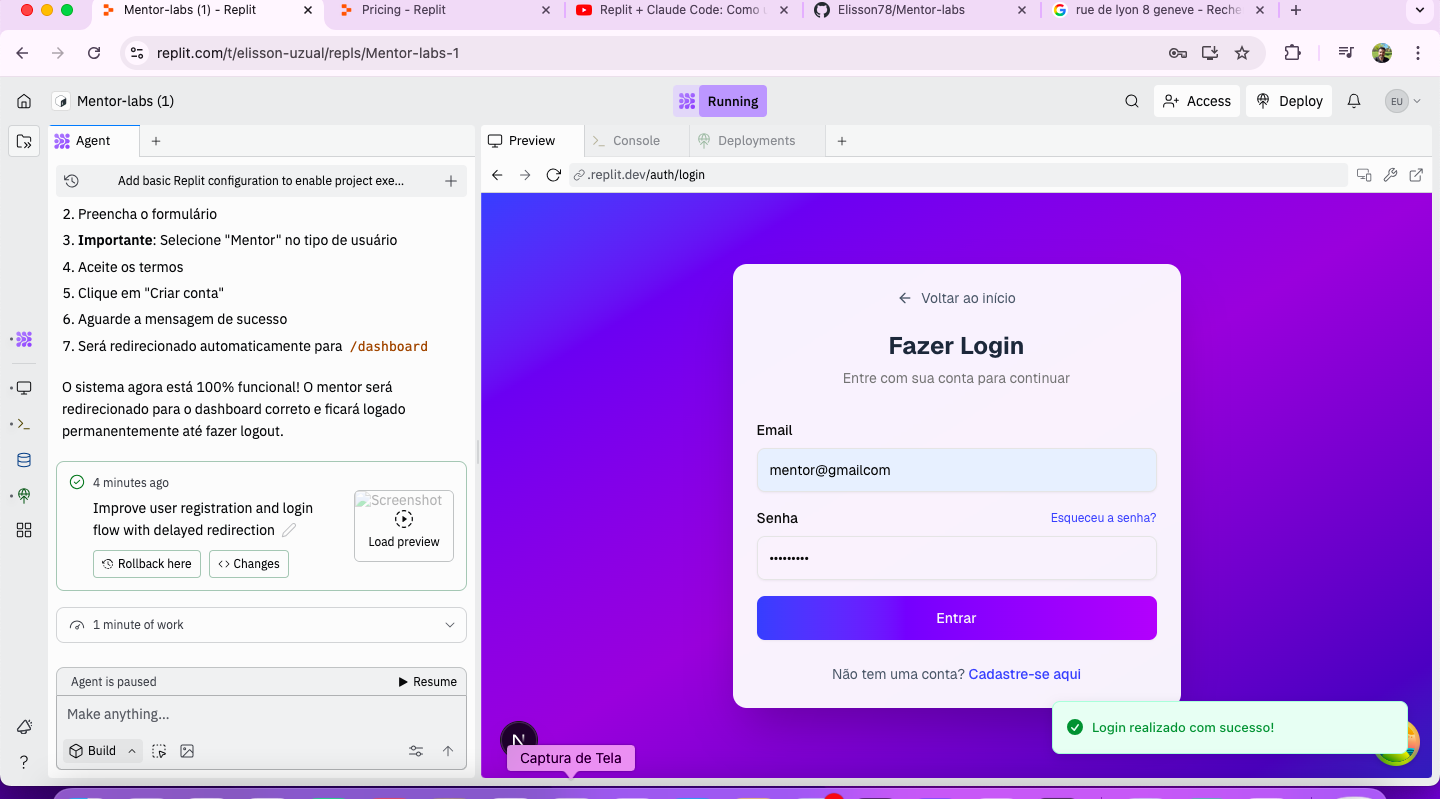 Mentor-labs (1) - Replit
Pricing - Replit
Replit + Claude Code: Como
Elisson78/Mentor-labs
rue de lyon 8 geneve - Reche
replit.com/t/elisson-uzual/repls/Mentor-labs-1
Mentor-labs (1)
Running
Access
Deploy
EU
Agent
Add basic Replit configuration to enable project exe...
2. Preencha o formulário
3. Importante: Selecione "Mentor" no tipo de usuário
4. Aceite os termos
5. Clique em "Criar conta"
6. Aguarde a mensagem de sucesso
7. Será redirecionado automaticamente para /dashboard
O sistema agora está 100% funcional! O mentor será
redirecionado para o dashboard correto e ficará logado
permanentemente até fazer logout.
4 minutes ago
Improve user registration and login
flow with delayed redirection
Rollback here
Changes
Screenshot
Load preview
1 minute of work
Agent is paused
Resume
Make anything...
Build
Preview
Console
Deployments
.replit.dev/auth/login
Voltar ao início
Fazer Login
Entre com sua conta para continuar
Email
mentor@gmailcom
Senha
Esqueceu a senha?
•••••••••
Entrar
Não tem uma conta? Cadastre-se aqui
Login realizado com sucesso!
N
Captura de Tela